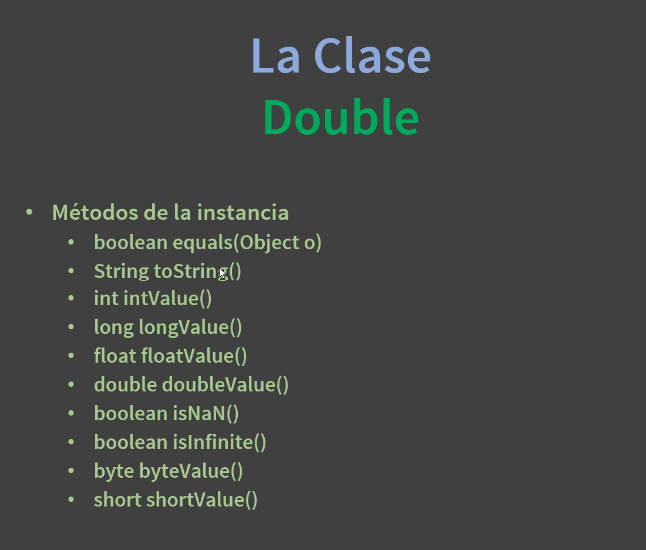 La Clase
Double
• Métodos de la instancia
• boolean equals(Object o)
• String toString()
• int intValue()
• long longValue()
• float floatValue()
• double doubleValue()
• boolean isNaN()
• boolean isInfinite()
• byte byteValue()
• short shortValue()